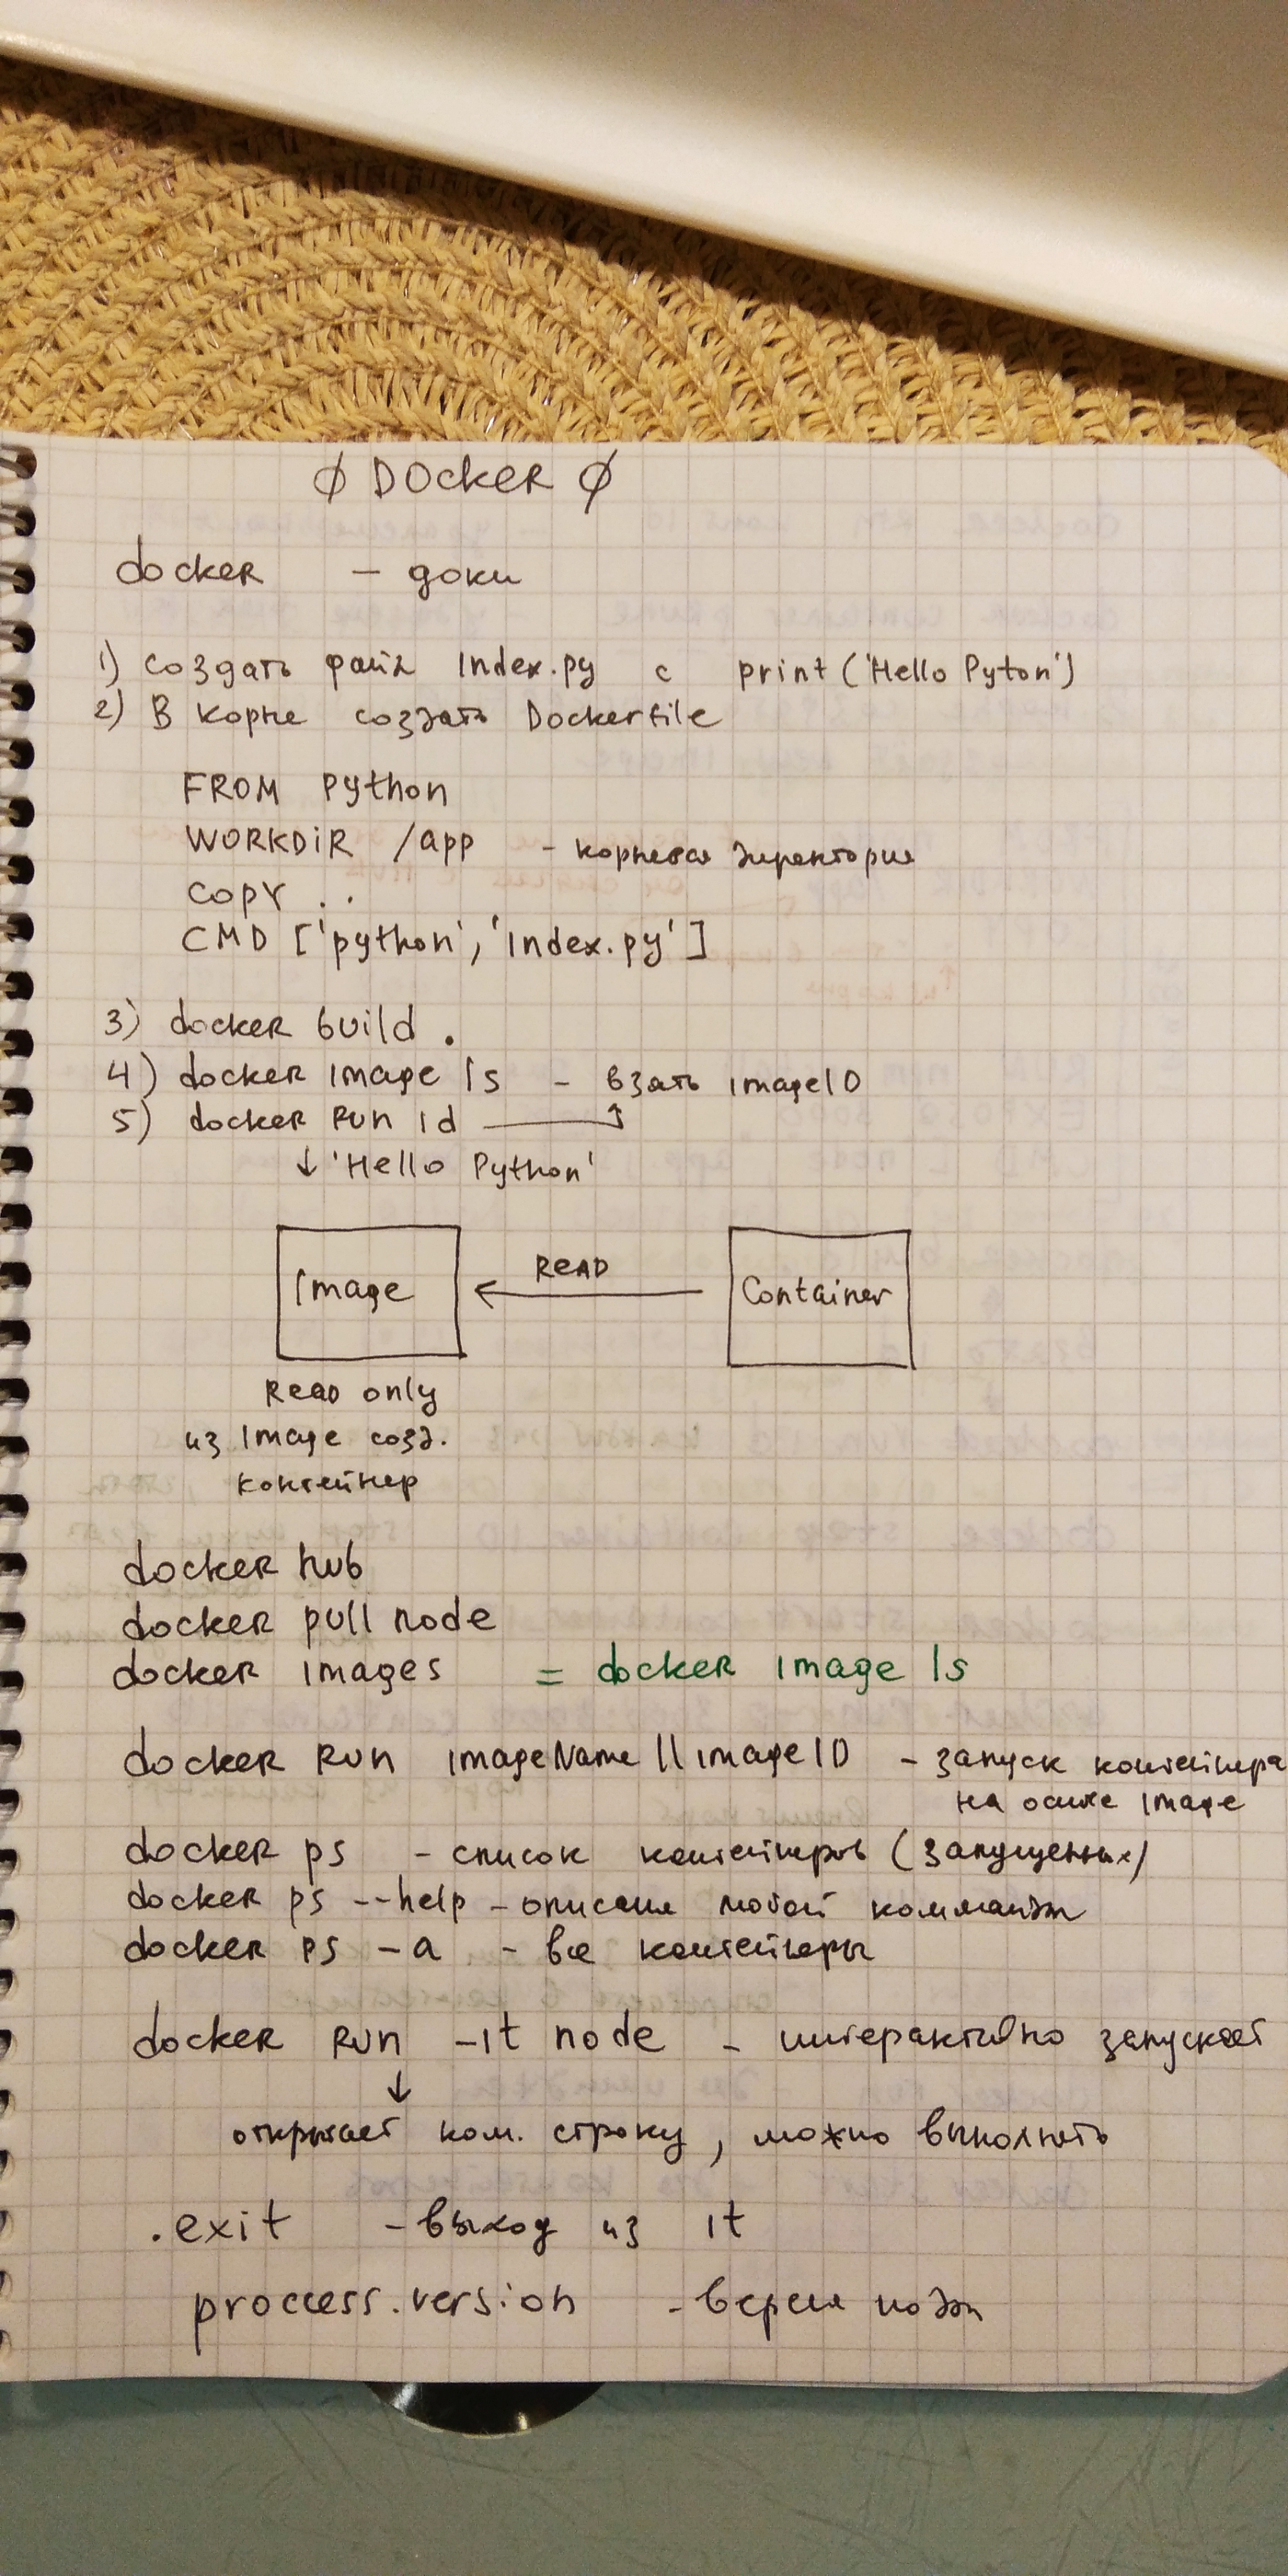 ∅ DOCKER ∅
docker - доки
1) создать файл index.py с print('Hello Pyton')
2) В корне создать Dockerfile
FROM Python
WORKDIR /app - корневая директория
COPY . .
CMD ['python', 'index.py']
3) docker build .
4) docker image ls - взать imageID
5) docker run id
↓ 'Hello Python'
Image
READ
Container
Read only
из Image созд.
контейнер
docker hub
docker pull node
docker images = docker image ls
docker run imageName || imageID - запуск контейнера
на основе image
docker ps - список контейнеров (запущенных)
docker ps --help - описание любой комманды
docker ps -a - все контейнеры
docker run -it node - интерактивно запускает
↓
открывает ком. строку, можно выполнять
.exit - выход из it
proccess.version - версия ноды